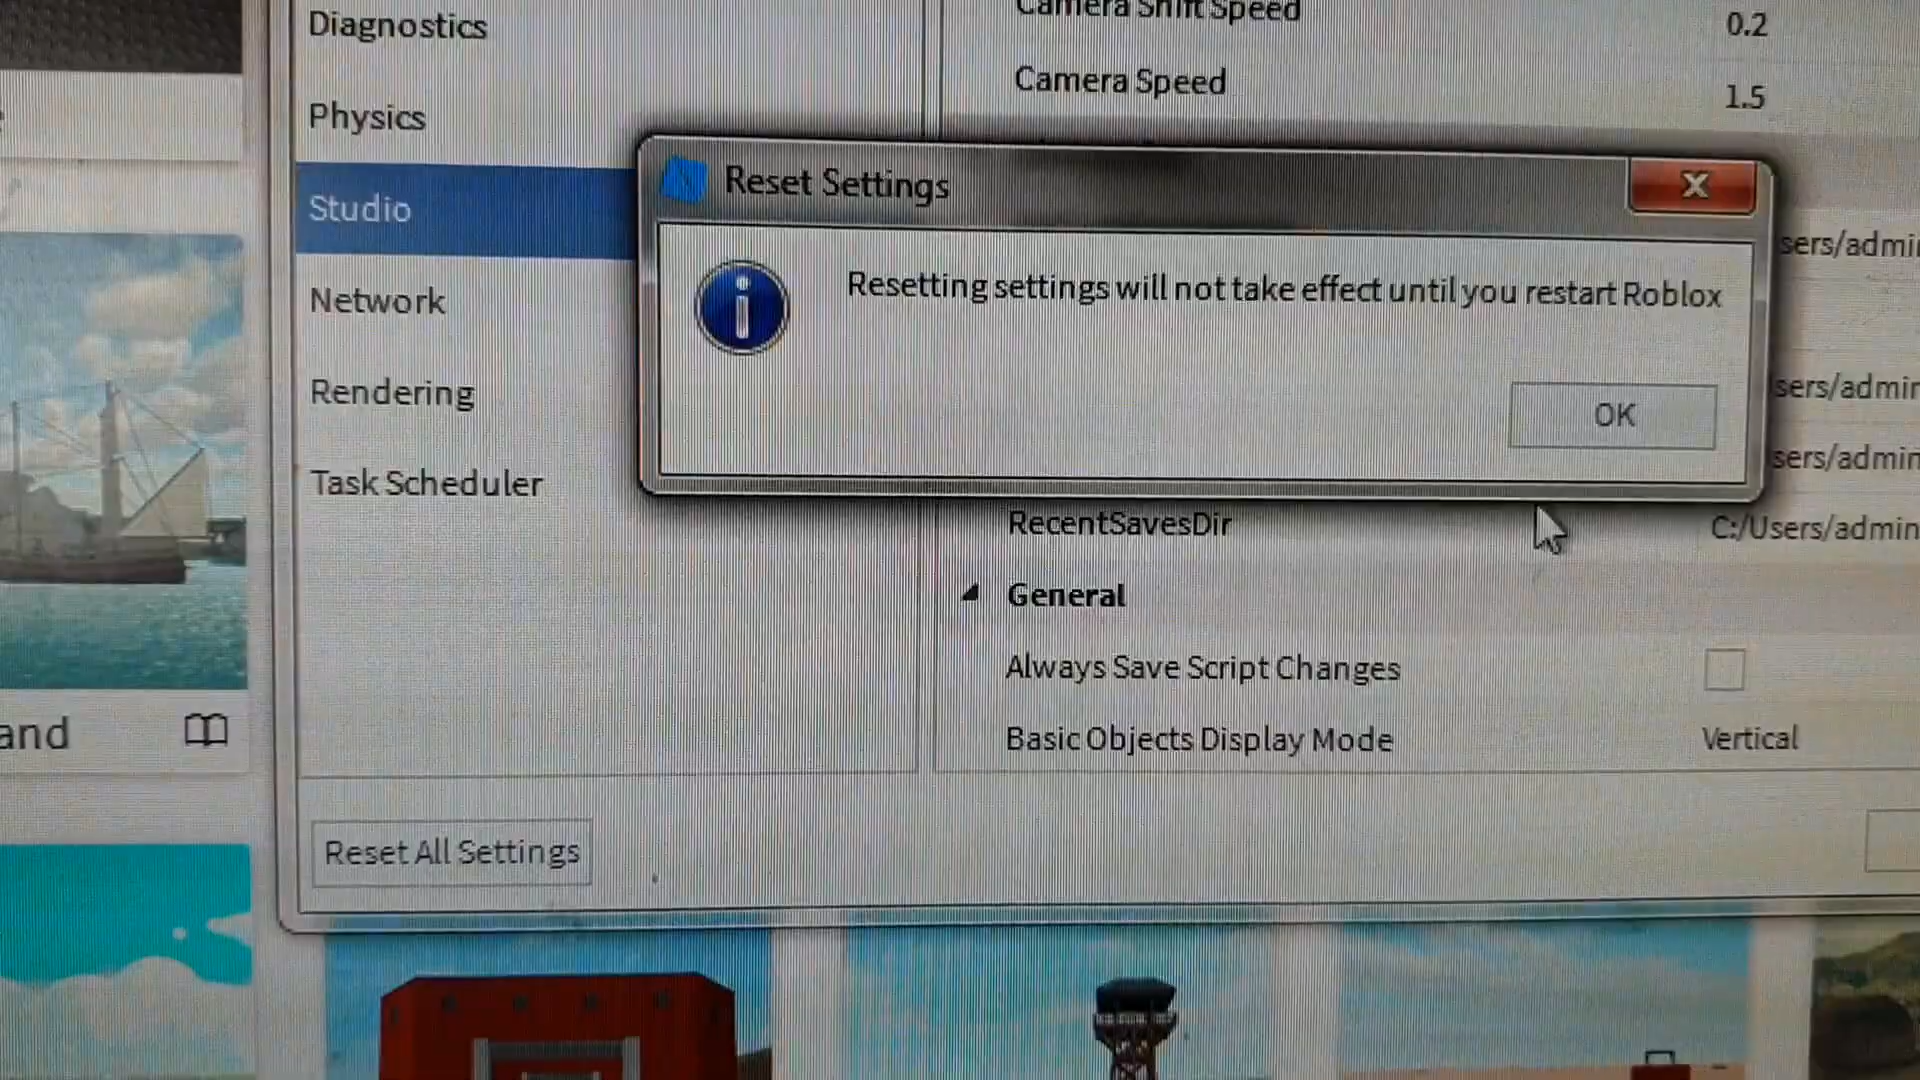 Diagnostics
Physics
Studio
Network
Rendering
Task Scheduler
Reset All Settings
Camera Shift Speed
0.2
Camera Speed
1.5
Reset Settings
X
Resetting settings will not take effect until you restart Roblox
OK
sers/admin
sers/admin
sers/admin
RecentSavesDir
C:/Users/admin
General
Always Save Script Changes
Basic Objects Display Mode
Vertical
and